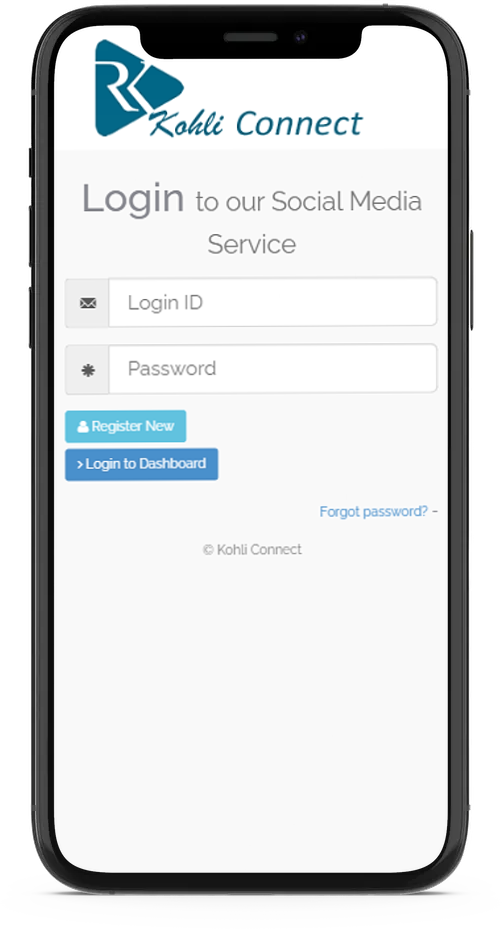 RK
Kohli Connect
Login to our Social Media
Service
Login ID
Password
Register New
Login to Dashboard
Forgot password? -
© Kohli Connect